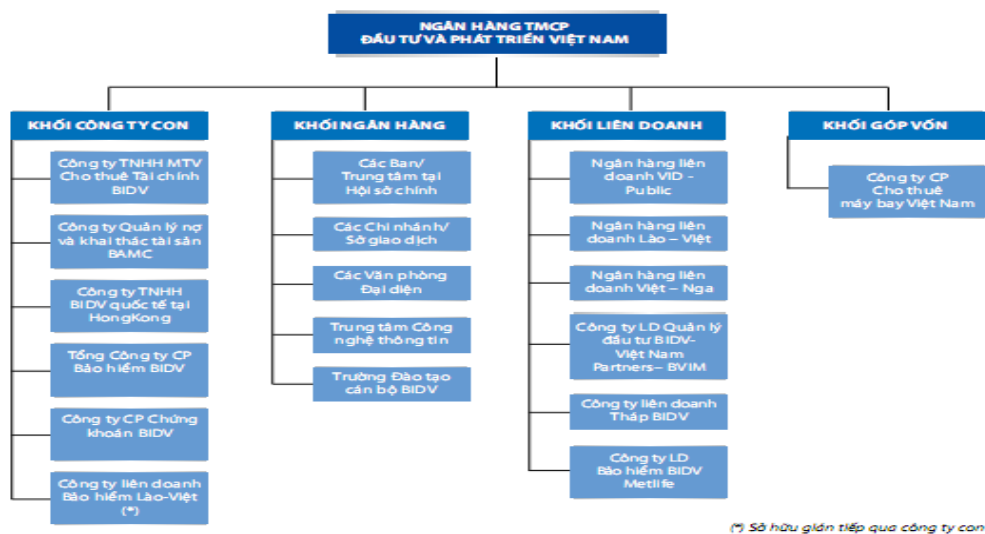 NGÂN HÀNG TMCP
ĐẦU TƯ VÀ PHÁT TRIỂN VIỆT NAM
KHỐI CÔNG TY CON
Công ty TNHH MTV
Cho thuê Tài chính
BIDV
Công ty Quản lý nợ
và khai thác tài sản
BAMC
Công ty TNHH
BIDV quốc tế tại
HongKong
Tổng Công ty CP
Bảo hiểm BIDV
Công ty CP Chứng
khoán BIDV
Công ty liên doanh
Bảo hiểm Lào-Việt
(*)
KHỐI NGÂN HÀNG
Các Ban/
Trung tâm tại
Hội sở chính
Các Chi nhánh/
Sở giao dịch
Các Văn phòng
Đại diện
Trung tâm Công
nghệ thông tin
Trường Đào tạo
cán bộ BIDV
KHỐI LIÊN DOANH
Ngân hàng liên
doanh VID -
Public
Ngân hàng liên
doanh Lào – Việt
Ngân hàng liên
doanh Việt – Nga
Công ty LD Quản lý
đầu tư BIDV-
Việt Nam
Partners– BVIM
Công ty liên doanh
Tháp BIDV
Công ty LD
Bảo hiểm BIDV
Metlife
KHỐI GÓP VỐN
Công ty CP
Cho thuê
máy bay Việt Nam
(*) Sở hữu gián tiếp qua công ty con